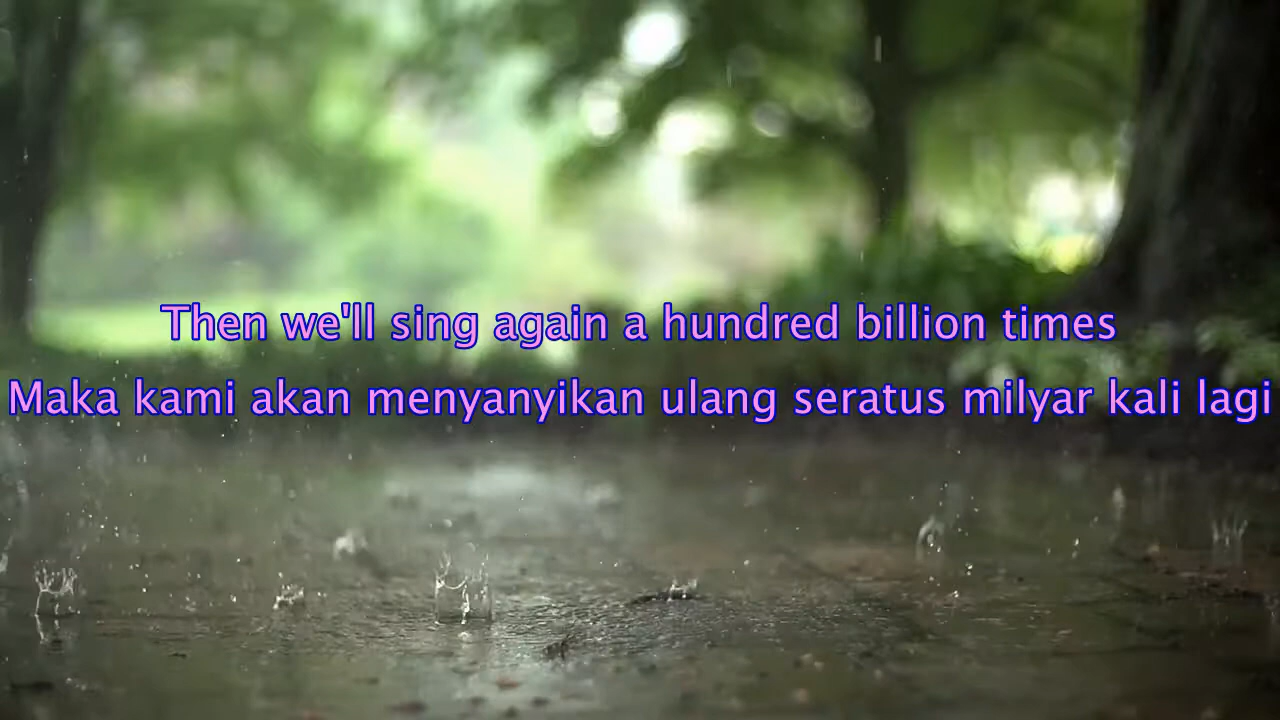 Then we'll sing again a hundred billion times
Maka kami akan menyanyikan ulang seratus milyar kali lagi